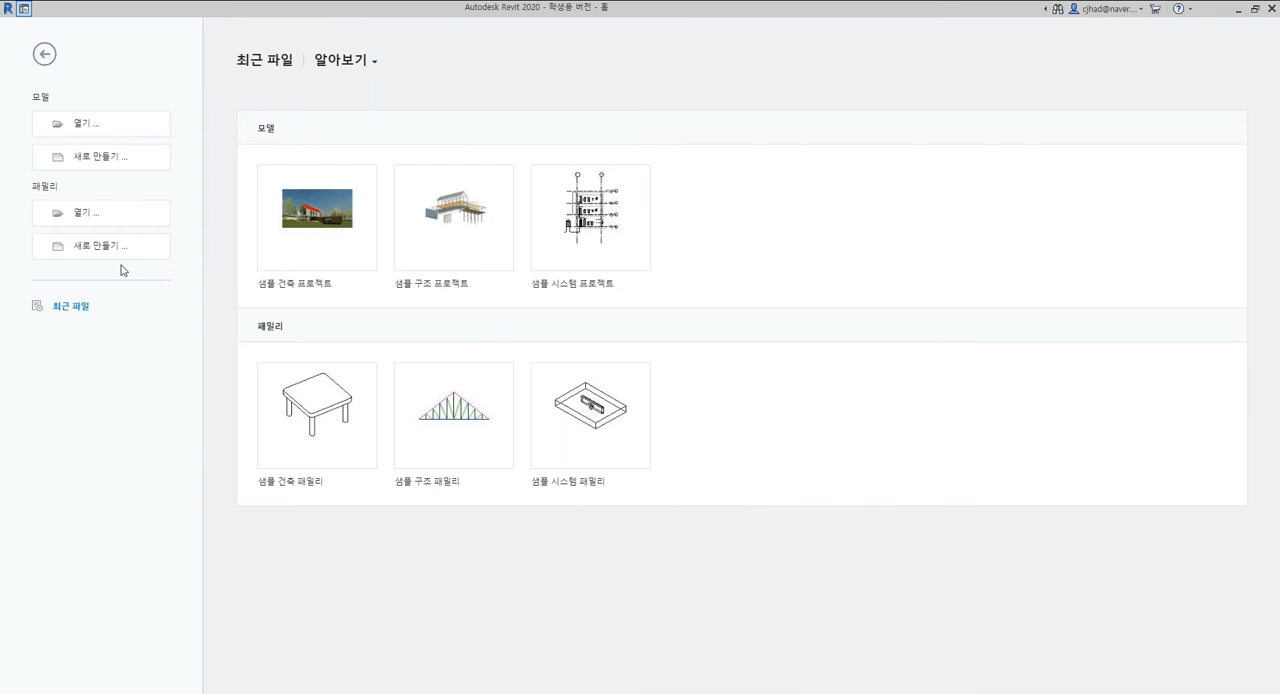 Autodesk Revit 2020 - 학생용 버전 - 홈
cjhad@naver....
최근 파일 알아보기
모델
열기 ...
새로 만들기 ...
패밀리
열기 ...
새로 만들기 ...
최근 파일
모델
샘플 건축 프로젝트
샘플 구조 프로젝트
샘플 시스템 프로젝트
패밀리
샘플 건축 패밀리
샘플 구조 패밀리
샘플 시스템 패밀리